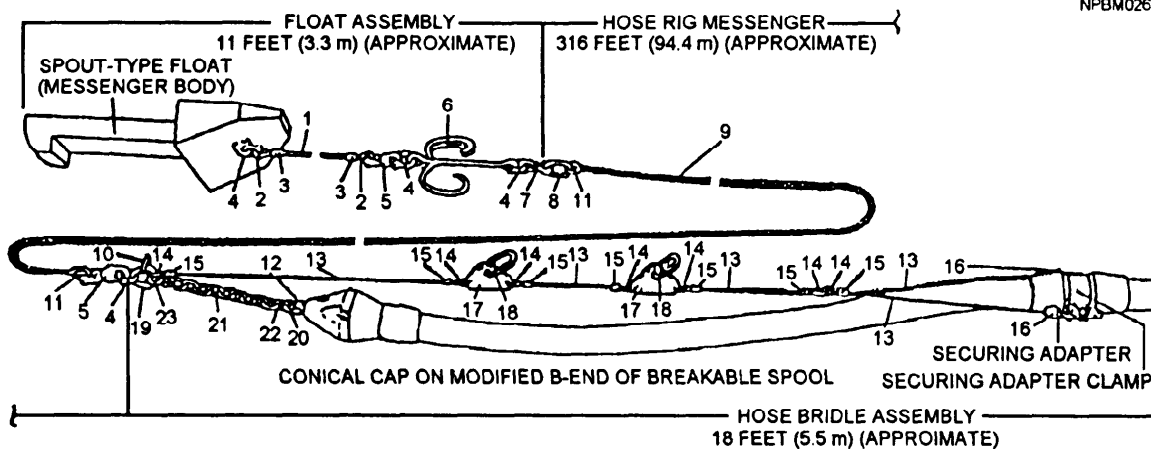 NPBM026
FLOAT ASSEMBLY
11 FEET (3.3 m) (APPROXIMATE)
HOSE RIG MESSENGER
316 FEET (94.4 m) (APPROXIMATE)
SPOUT-TYPE FLOAT
(MESSENGER BODY)
1
6
9
4 2 3
3 2 5 4
4 7 8 11
10 14 15 12 13 15 14 14 15 13 15 14 14 15 13 15 14 14 15 13 16
11 5 4 19 23 21 22 20
17 18 17 18
13
16
SECURING ADAPTER
SECURING ADAPTER CLAMP
CONICAL CAP ON MODIFIED B-END OF BREAKABLE SPOOL
HOSE BRIDLE ASSEMBLY
18 FEET (5.5 m) (APPROIMATE)